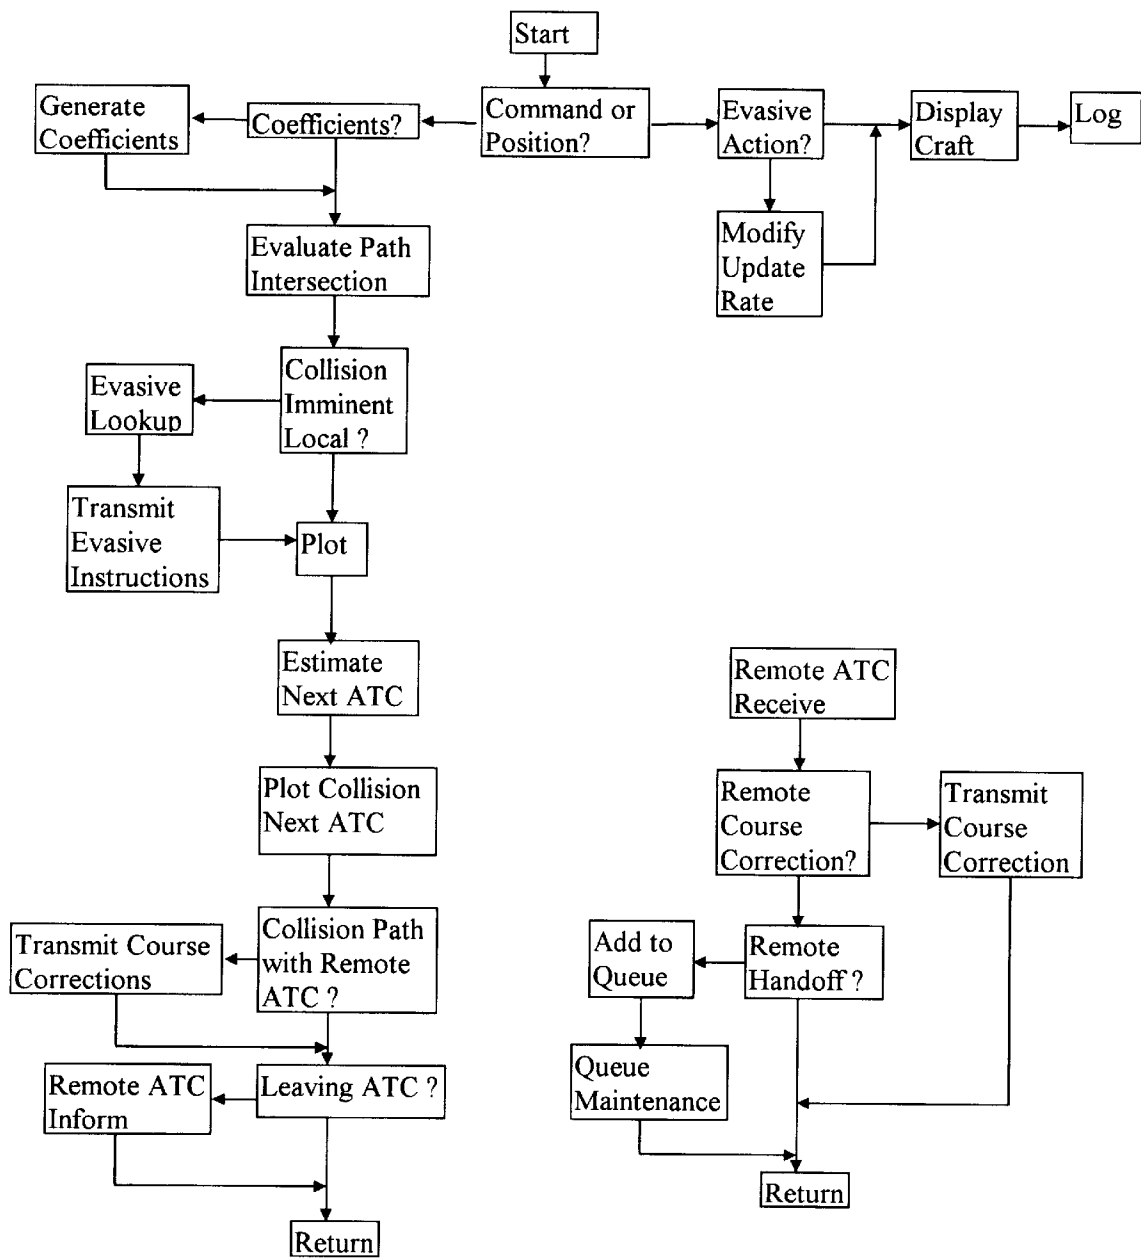 Start
Generate
Coefficients
Coefficients?
Command or
Position?
Evasive
Action?
Display
Craft
Log
Modify
Update
Rate
Evaluate Path
Intersection
Collision
Imminent
Local ?
Evasive
Lookup
Transmit
Evasive
Instructions
Plot
Estimate
Next ATC
Plot Collision
Next ATC
Collision Path
with Remote
ATC ?
Transmit Course
Corrections
Leaving ATC ?
Remote ATC
Inform
Return
Remote ATC
Receive
Remote
Course
Correction?
Transmit
Course
Correction
Remote
Handoff ?
Add to
Queue
Queue
Maintenance
Return